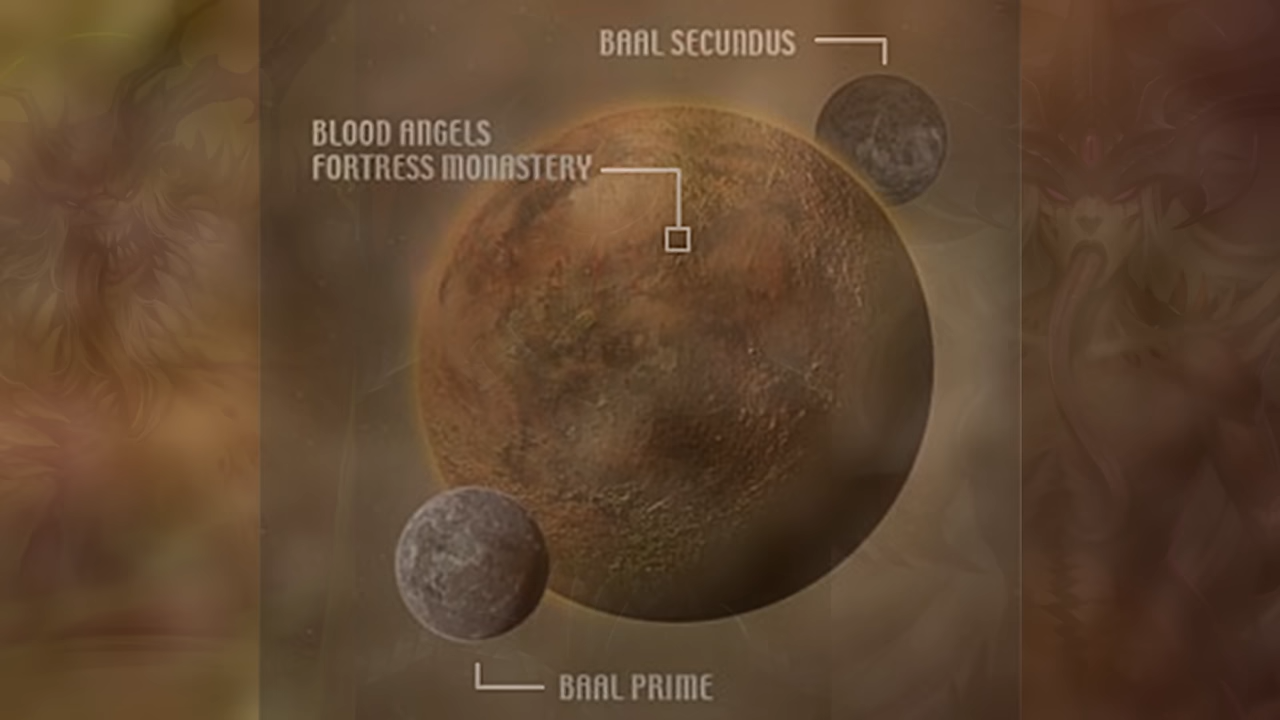 BAAL SECUNDUS
BLOOD ANGELS
FORTRESS MONASTERY
BAAL PRIME